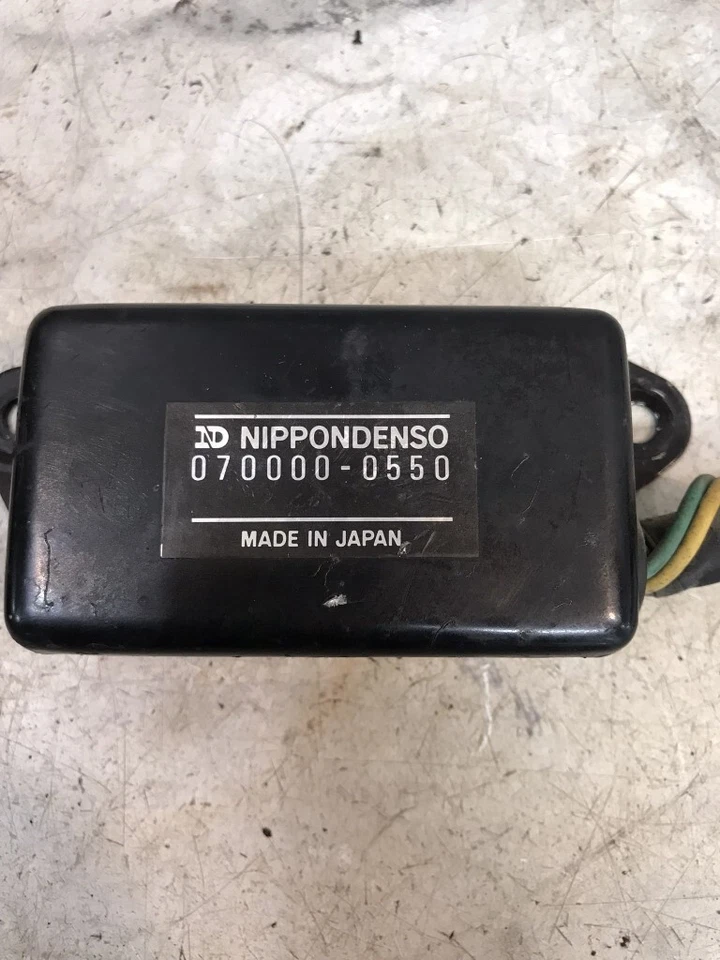 ND NIPPONDENSO
070000-0550
MADE IN JAPAN